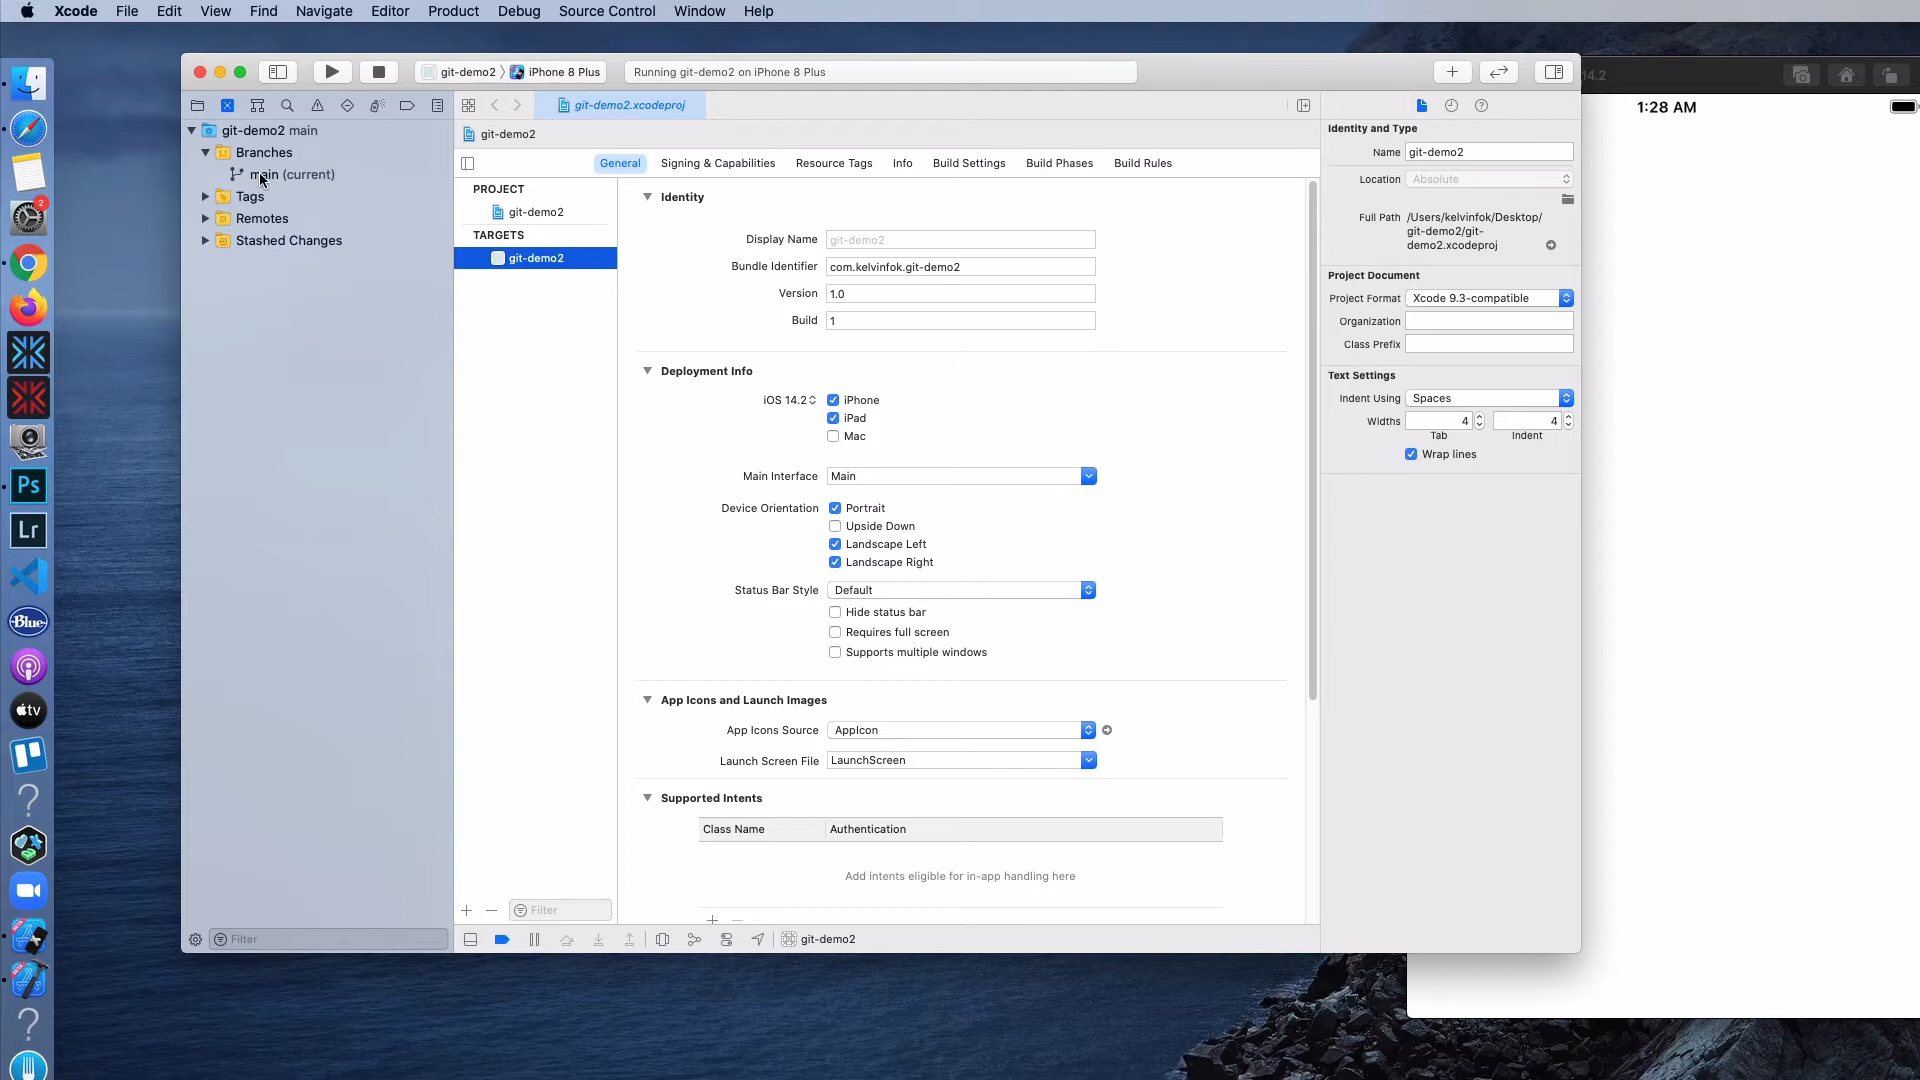 Xcode File Edit View Find Navigate Editor Product Debug Source Control Window Help
git-demo2 iPhone 8 Plus Running git-demo2 on iPhone 8 Plus
14.2
1:28 AM
git-demo2.xcodeproj
git-demo2 main
Branches
main (current)
Tags
Remotes
Stashed Changes
Filter
git-demo2
General Signing & Capabilities Resource Tags Info Build Settings Build Phases Build Rules
PROJECT
git-demo2
TARGETS
git-demo2
Filter
Identity
Display Name git-demo2
Bundle Identifier com.kelvinfok.git-demo2
Version 1.0
Build 1
Deployment Info
iOS 14.2 iPhone
iPad
Mac
Main Interface Main
Device Orientation Portrait
Upside Down
Landscape Left
Landscape Right
Status Bar Style Default
Hide status bar
Requires full screen
Supports multiple windows
App Icons and Launch Images
App Icons Source AppIcon
Launch Screen File LaunchScreen
Supported Intents
Class Name Authentication
Add intents eligible for in-app handling here
git-demo2
Identity and Type
Name git-demo2
Location Absolute
Full Path /Users/kelvinfok/Desktop/
git-demo2/git-
demo2.xcodeproj
Project Document
Project Format Xcode 9.3-compatible
Organization
Class Prefix
Text Settings
Indent Using Spaces
Widths 4 4
Tab Indent
Wrap lines
2
Ps
Lr
Blue
tv